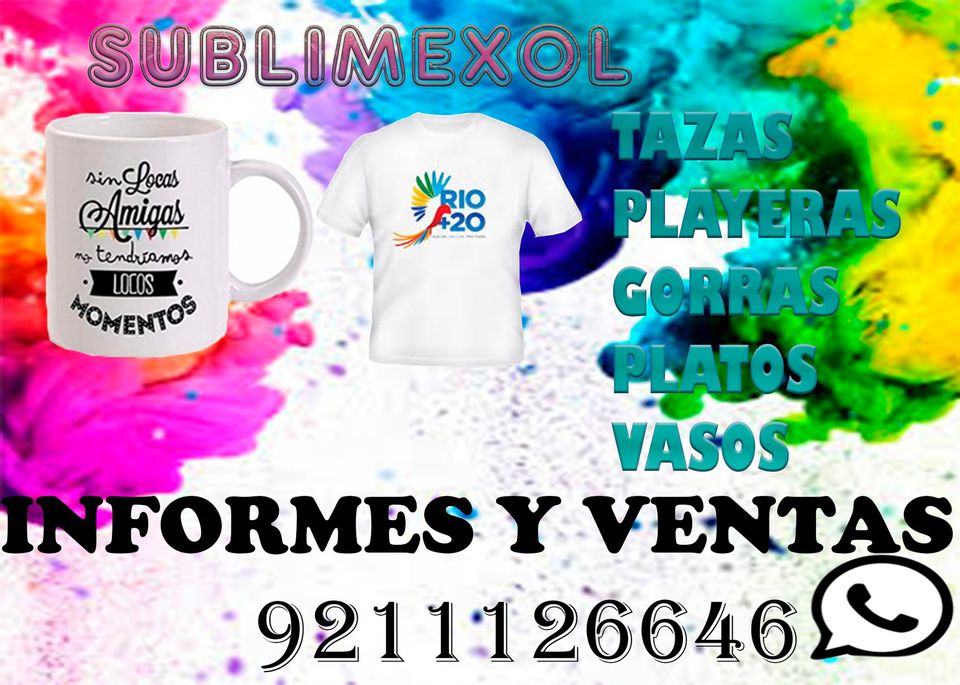 SUBLIMEXOL
sin Locas
Amigas
no tendríamos
LOCOS
MOMENTOS
RIO
+20
TAZAS
PLAYERAS
GORRAS
PLATOS
VASOS
INFORMES Y VENTAS
9211126646